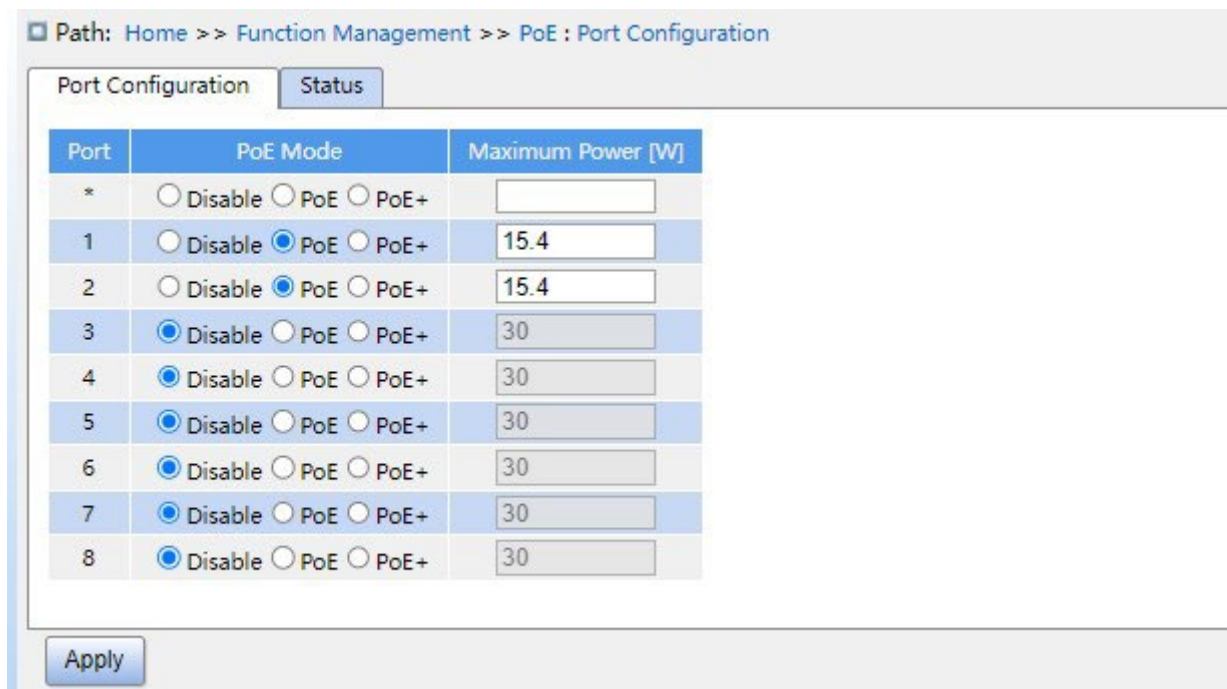 Path: Home >> Function Management >> PoE : Port Configuration
Port Configuration Status
Port PoE Mode Maximum Power [W]
* Disable PoE PoE+
1 Disable PoE PoE+ 15.4
2 Disable PoE PoE+ 15.4
3 Disable PoE PoE+ 30
4 Disable PoE PoE+ 30
5 Disable PoE PoE+ 30
6 Disable PoE PoE+ 30
7 Disable PoE PoE+ 30
8 Disable PoE PoE+ 30
Apply